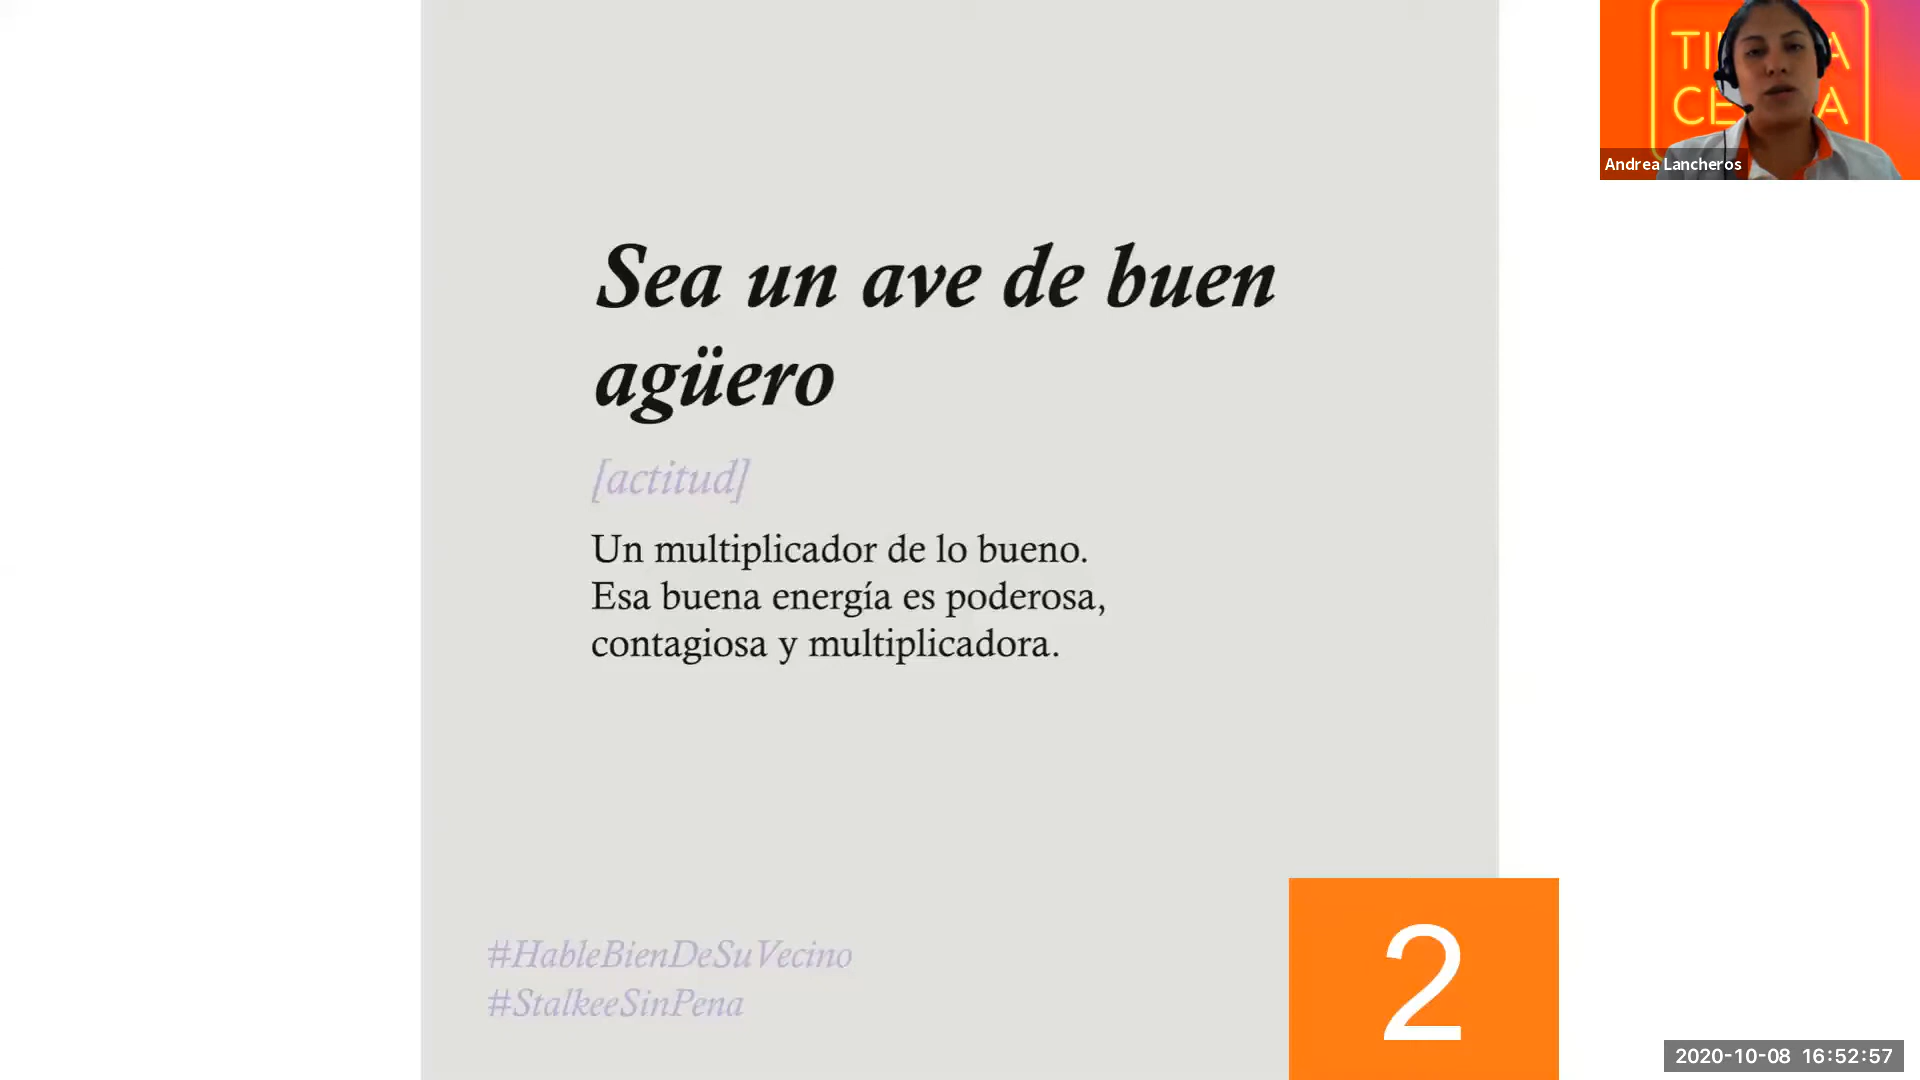 Sea un ave de buen
agüero
[actitud]
Un multiplicador de lo bueno.
Esa buena energía es poderosa,
contagiosa y multiplicadora.
#HableBienDeSuVecino
#StalkeeSinPena
2
Andrea Lancheros
2020-10-08 16:52:57